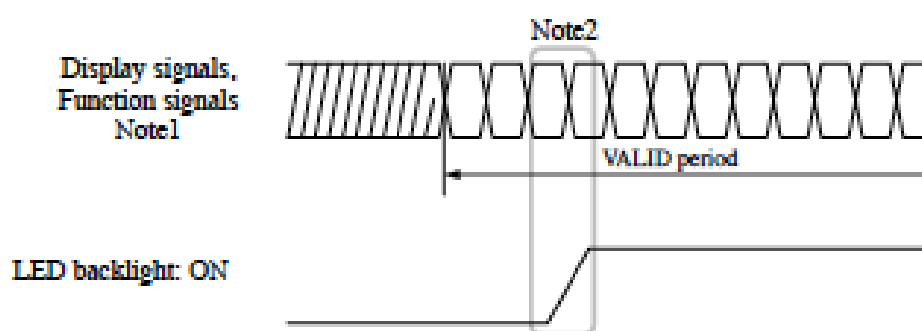 Note2
Display signals,
Function signals
Note1
VALID period
LED backlight: ON